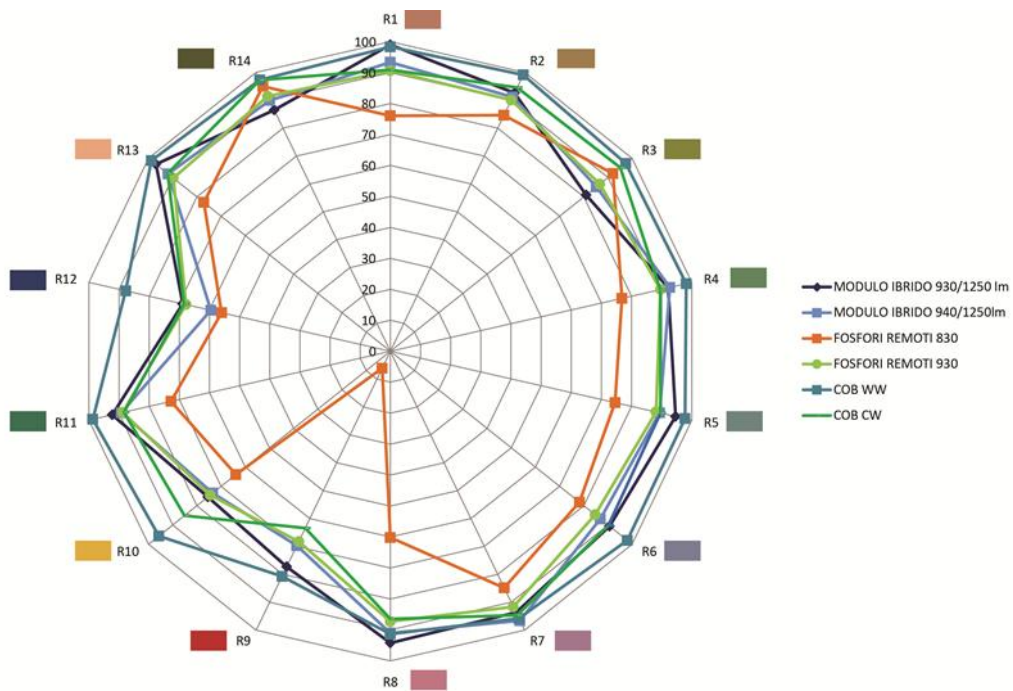 R1
R2
R3
R4
R5
R6
R7
R8
R9
R10
R11
R12
R13
R14
100
90
80
70
60
50
40
30
20
10
0
MODULO IBRIDO 930/1250 lm
MODULO IBRIDO 940/1250lm
FOSFORI REMOTI 830
FOSFORI REMOTI 930
COB WW
COB CW